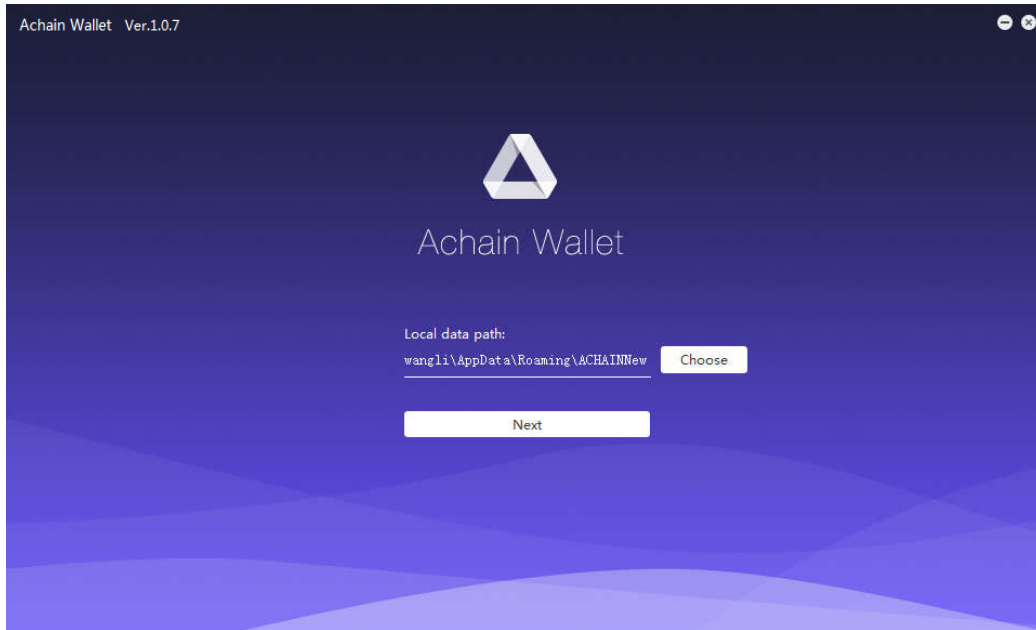 Achain Wallet Ver.1.0.7
Achain Wallet
Local data path:
wangli\AppData\Roaming\ACHAINNew
Choose
Next